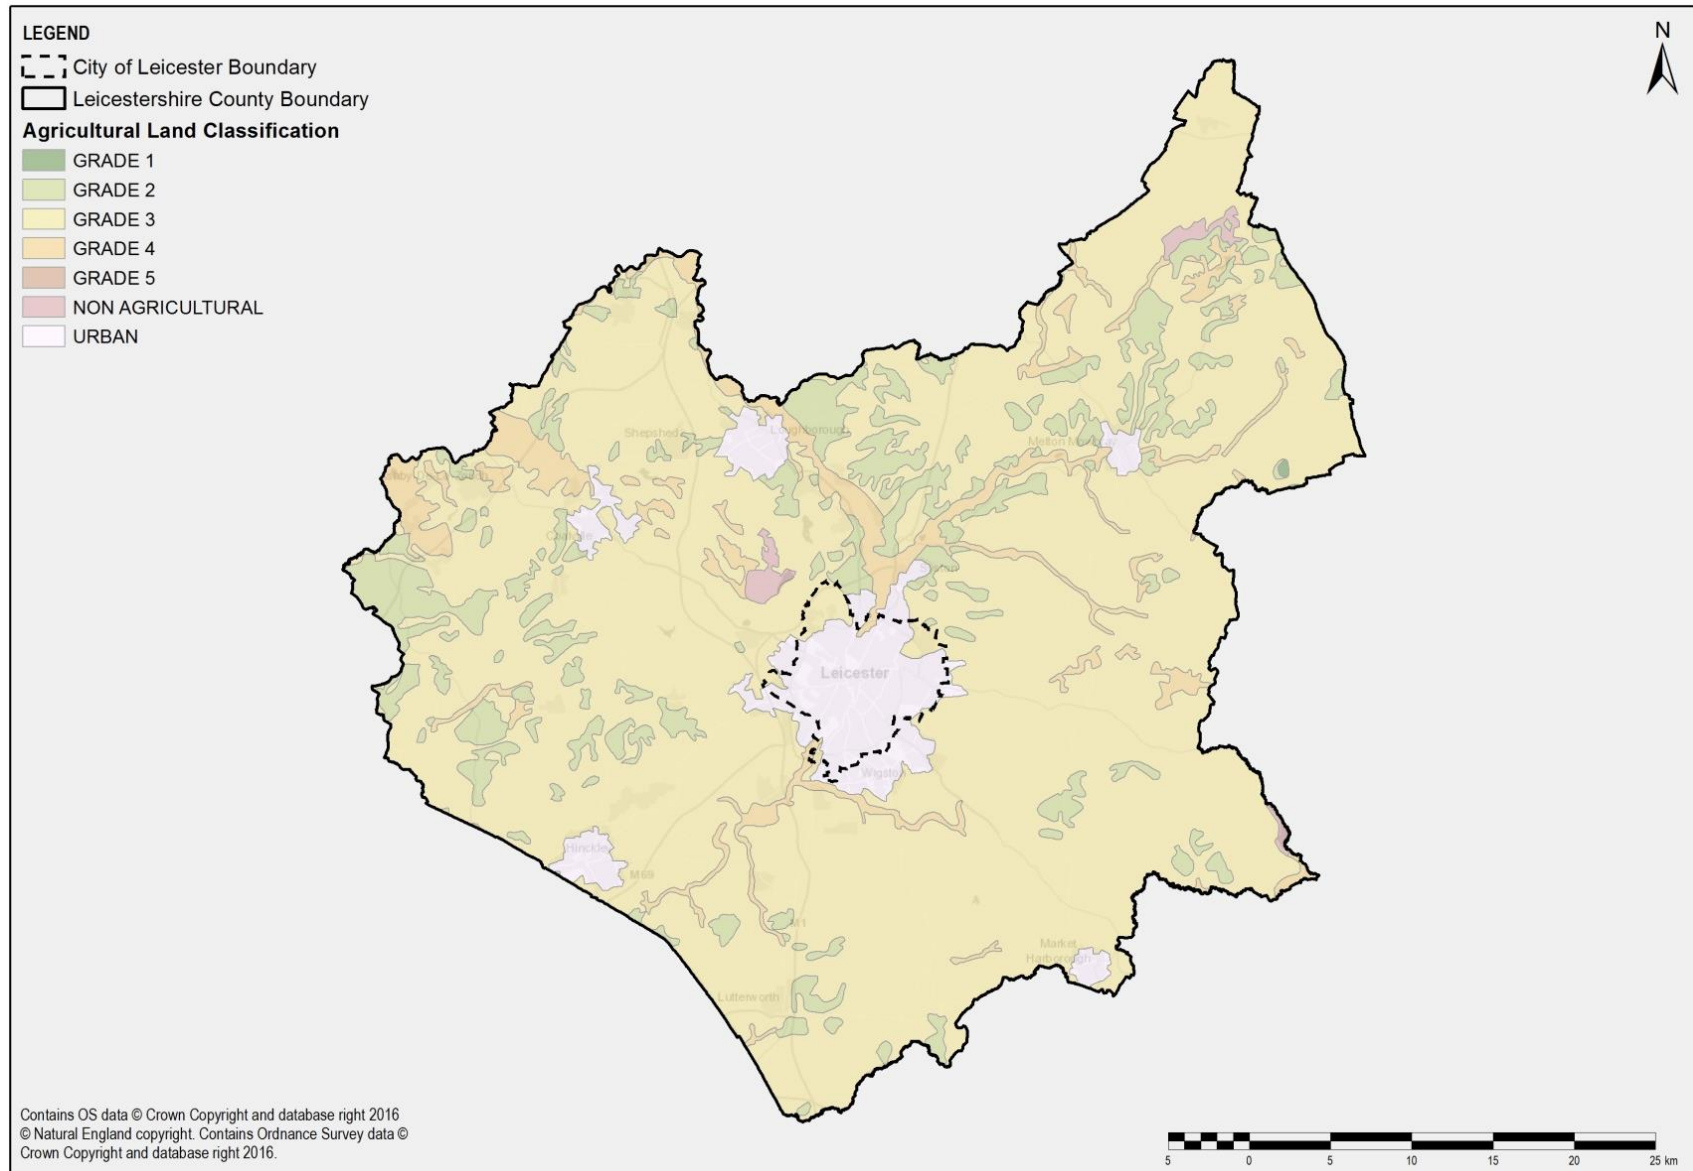 LEGEND
City of Leicester Boundary
Leicestershire County Boundary
Agricultural Land Classification
GRADE 1
GRADE 2
GRADE 3
GRADE 4
GRADE 5
NON AGRICULTURAL
URBAN
N
Shepshed
Loughborough
Leicester
Wigston
M69
M1
A
Market
Harborough
Lutterworth
Contains OS data © Crown Copyright and database right 2016
© Natural England copyright. Contains Ordnance Survey data ©
Crown Copyright and database right 2016.
5 0 5 10 15 20 25 km